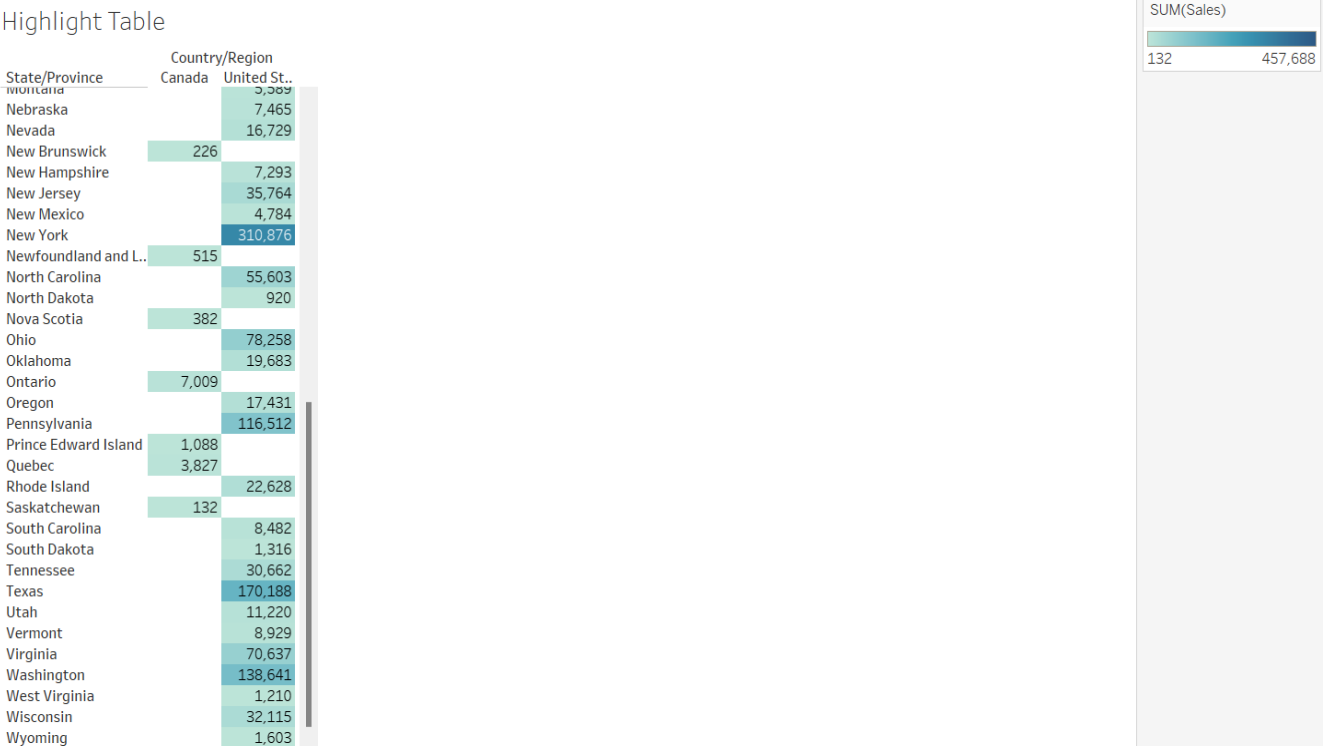 Highlight Table
SUM(Sales)
132 457,688
Country/Region
State/Province Canada United St..
Montana 5,589
Nebraska 7,465
Nevada 16,729
New Brunswick 226
New Hampshire 7,293
New Jersey 35,764
New Mexico 4,784
New York 310,876
Newfoundland and L.. 515
North Carolina 55,603
North Dakota 920
Nova Scotia 382
Ohio 78,258
Oklahoma 19,683
Ontario 7,009
Oregon 17,431
Pennsylvania 116,512
Prince Edward Island 1,088
Quebec 3,827
Rhode Island 22,628
Saskatchewan 132
South Carolina 8,482
South Dakota 1,316
Tennessee 30,662
Texas 170,188
Utah 11,220
Vermont 8,929
Virginia 70,637
Washington 138,641
West Virginia 1,210
Wisconsin 32,115
Wyoming 1,603